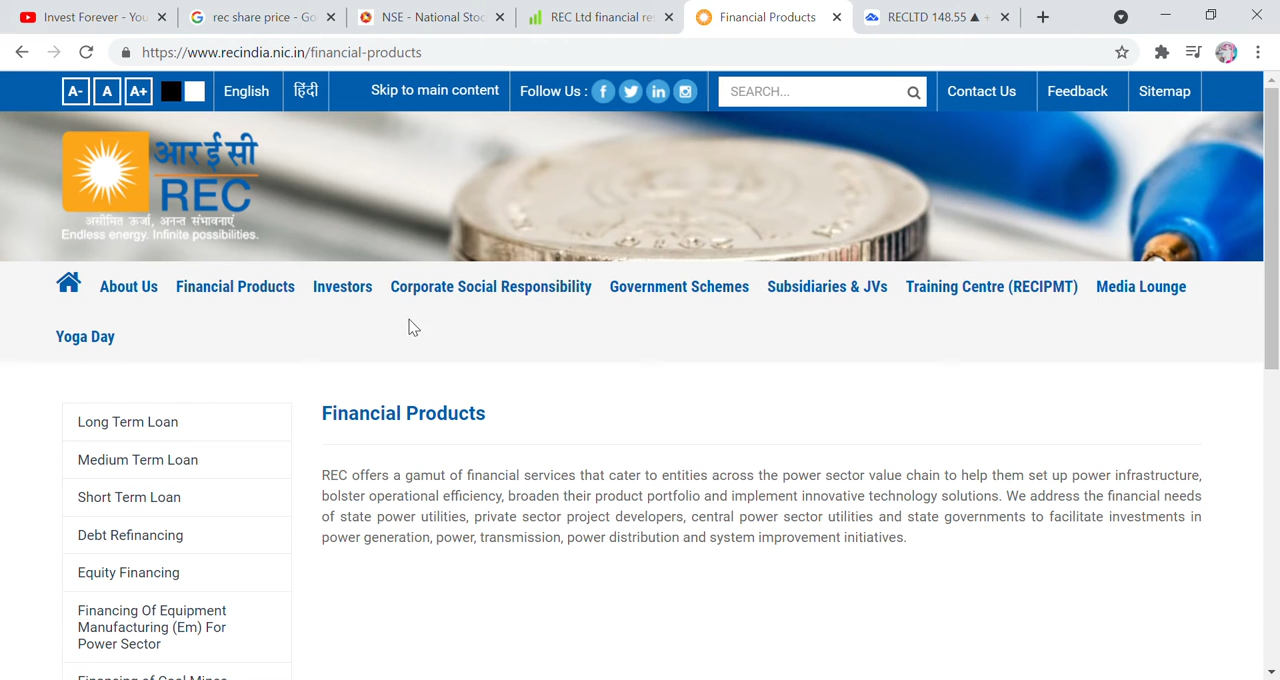 Invest Forever - You
rec share price - Go
NSE - National Stoc
REC Ltd financial re
Financial Products
RECLTD 148.55 ▲ +
https://www.recindia.nic.in/financial-products
A- A A+ English हिंदी Skip to main content Follow Us : SEARCH... Contact Us Feedback Sitemap
आर ई सी
REC
असीमित ऊर्जा, अनन्त संभावनाएं
Endless energy. Infinite possibilities.
About Us Financial Products Investors Corporate Social Responsibility Government Schemes Subsidiaries & JVs Training Centre (RECIPMT) Media Lounge
Yoga Day
Long Term Loan
Medium Term Loan
Short Term Loan
Debt Refinancing
Equity Financing
Financing Of Equipment
Manufacturing (Em) For
Power Sector
Financing of Coal Mines
Financial Products
REC offers a gamut of financial services that cater to entities across the power sector value chain to help them set up power infrastructure,
bolster operational efficiency, broaden their product portfolio and implement innovative technology solutions. We address the financial needs
of state power utilities, private sector project developers, central power sector utilities and state governments to facilitate investments in
power generation, power, transmission, power distribution and system improvement initiatives.